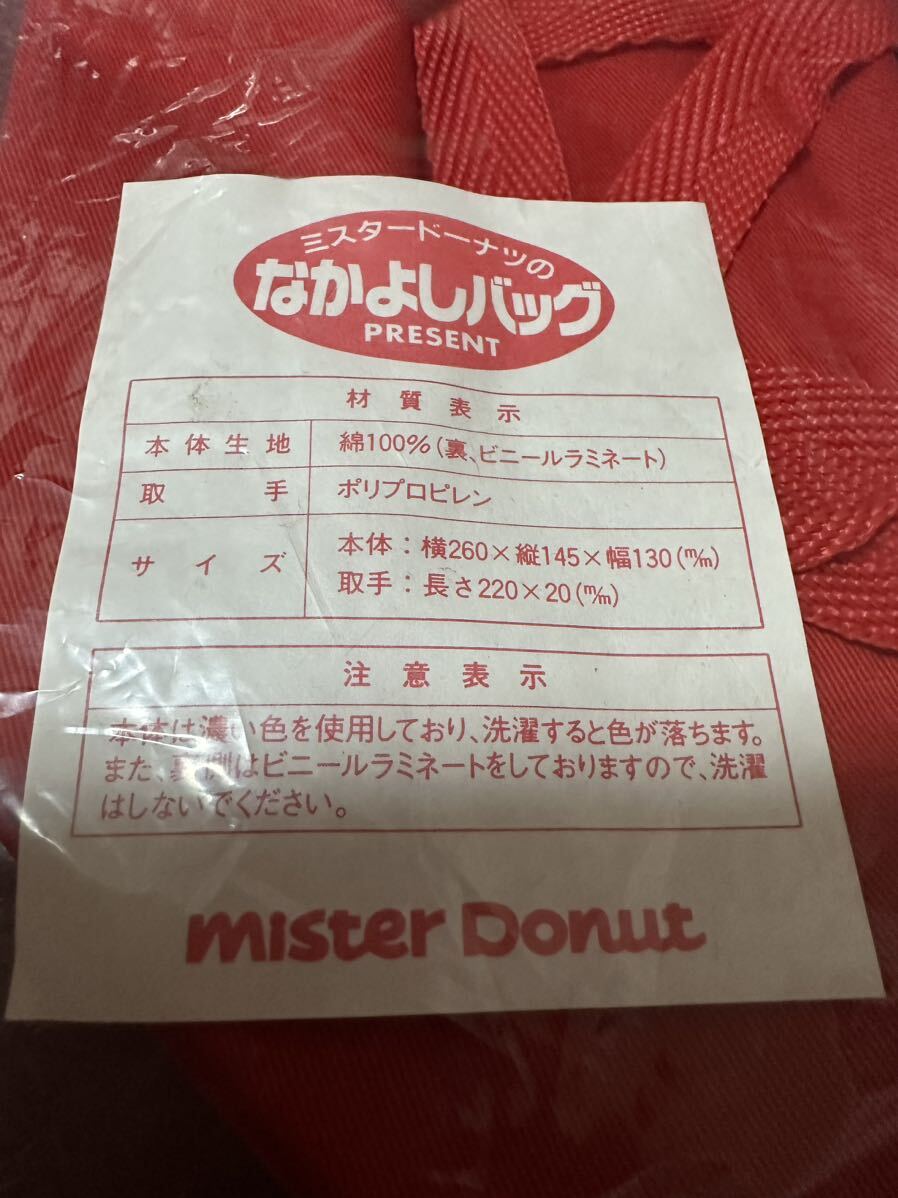 ミスタードーナツの
なかよしバッグ
PRESENT
材質表示
本体生地 綿100%(裏、ビニールラミネート)
取手 ポリプロピレン
サイズ 本体：横260×縦145×幅130(m/m)
取手：長さ220×20(m/m)
注意表示
本体は濃い色を使用しており、洗濯すると色が落ちます。
また、裏側はビニールラミネートをしておりますので、洗濯
はしないでください。
mister Donut